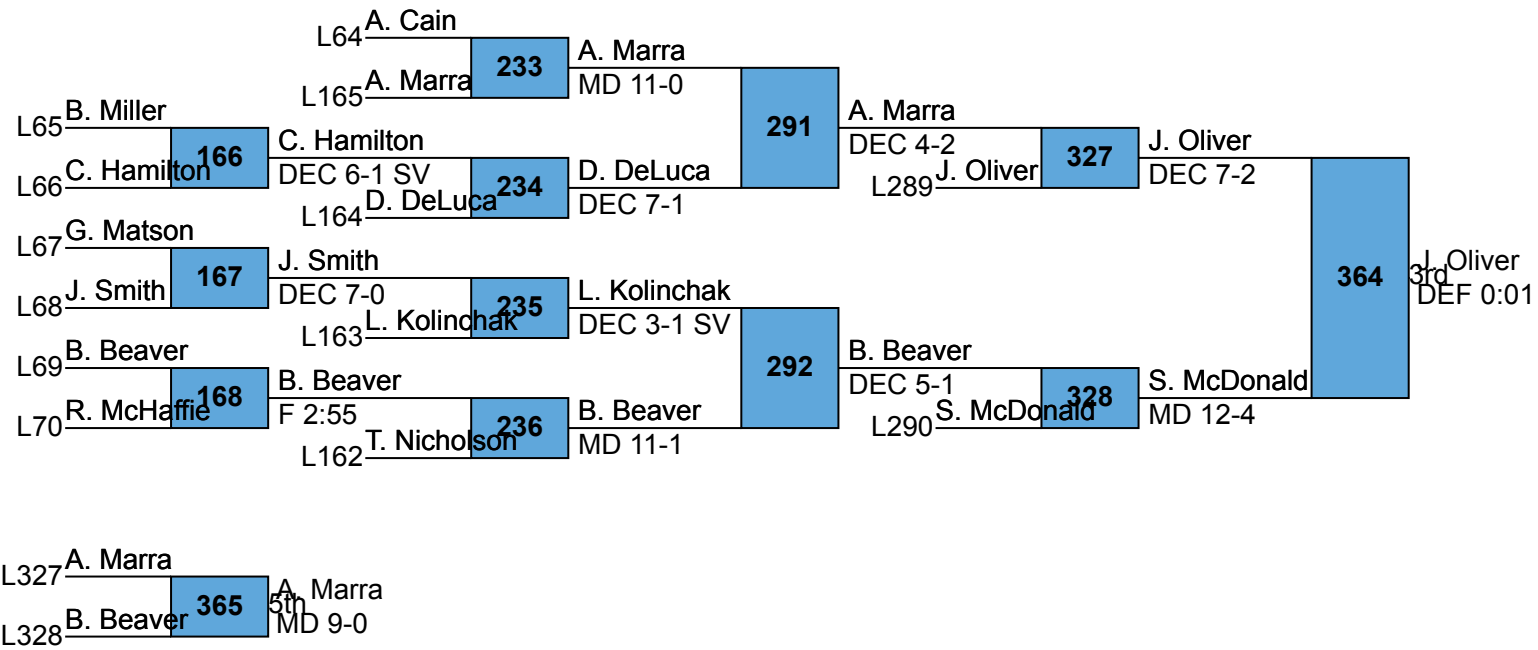 L64 A. Cain
L165 A. Marra
233
A. Marra
MD 11-0
L65 B. Miller
L66 C. Hamilton
166
C. Hamilton
DEC 6-1 SV
L164 D. DeLuca
234
D. DeLuca
DEC 7-1
291
A. Marra
DEC 4-2
L289 J. Oliver
327
J. Oliver
DEC 7-2
L67 G. Matson
L68 J. Smith
167
J. Smith
DEC 7-0
L163 L. Kolinchak
235
L. Kolinchak
DEC 3-1 SV
L69 B. Beaver
L70 R. McHaffie
168
B. Beaver
F 2:55
L162 T. Nicholson
236
B. Beaver
MD 11-1
292
B. Beaver
DEC 5-1
L290 S. McDonald
328
S. McDonald
MD 12-4
364
3rd
J. Oliver
DEF 0:01
L327 A. Marra
L328 B. Beaver
365
5th
A. Marra
MD 9-0